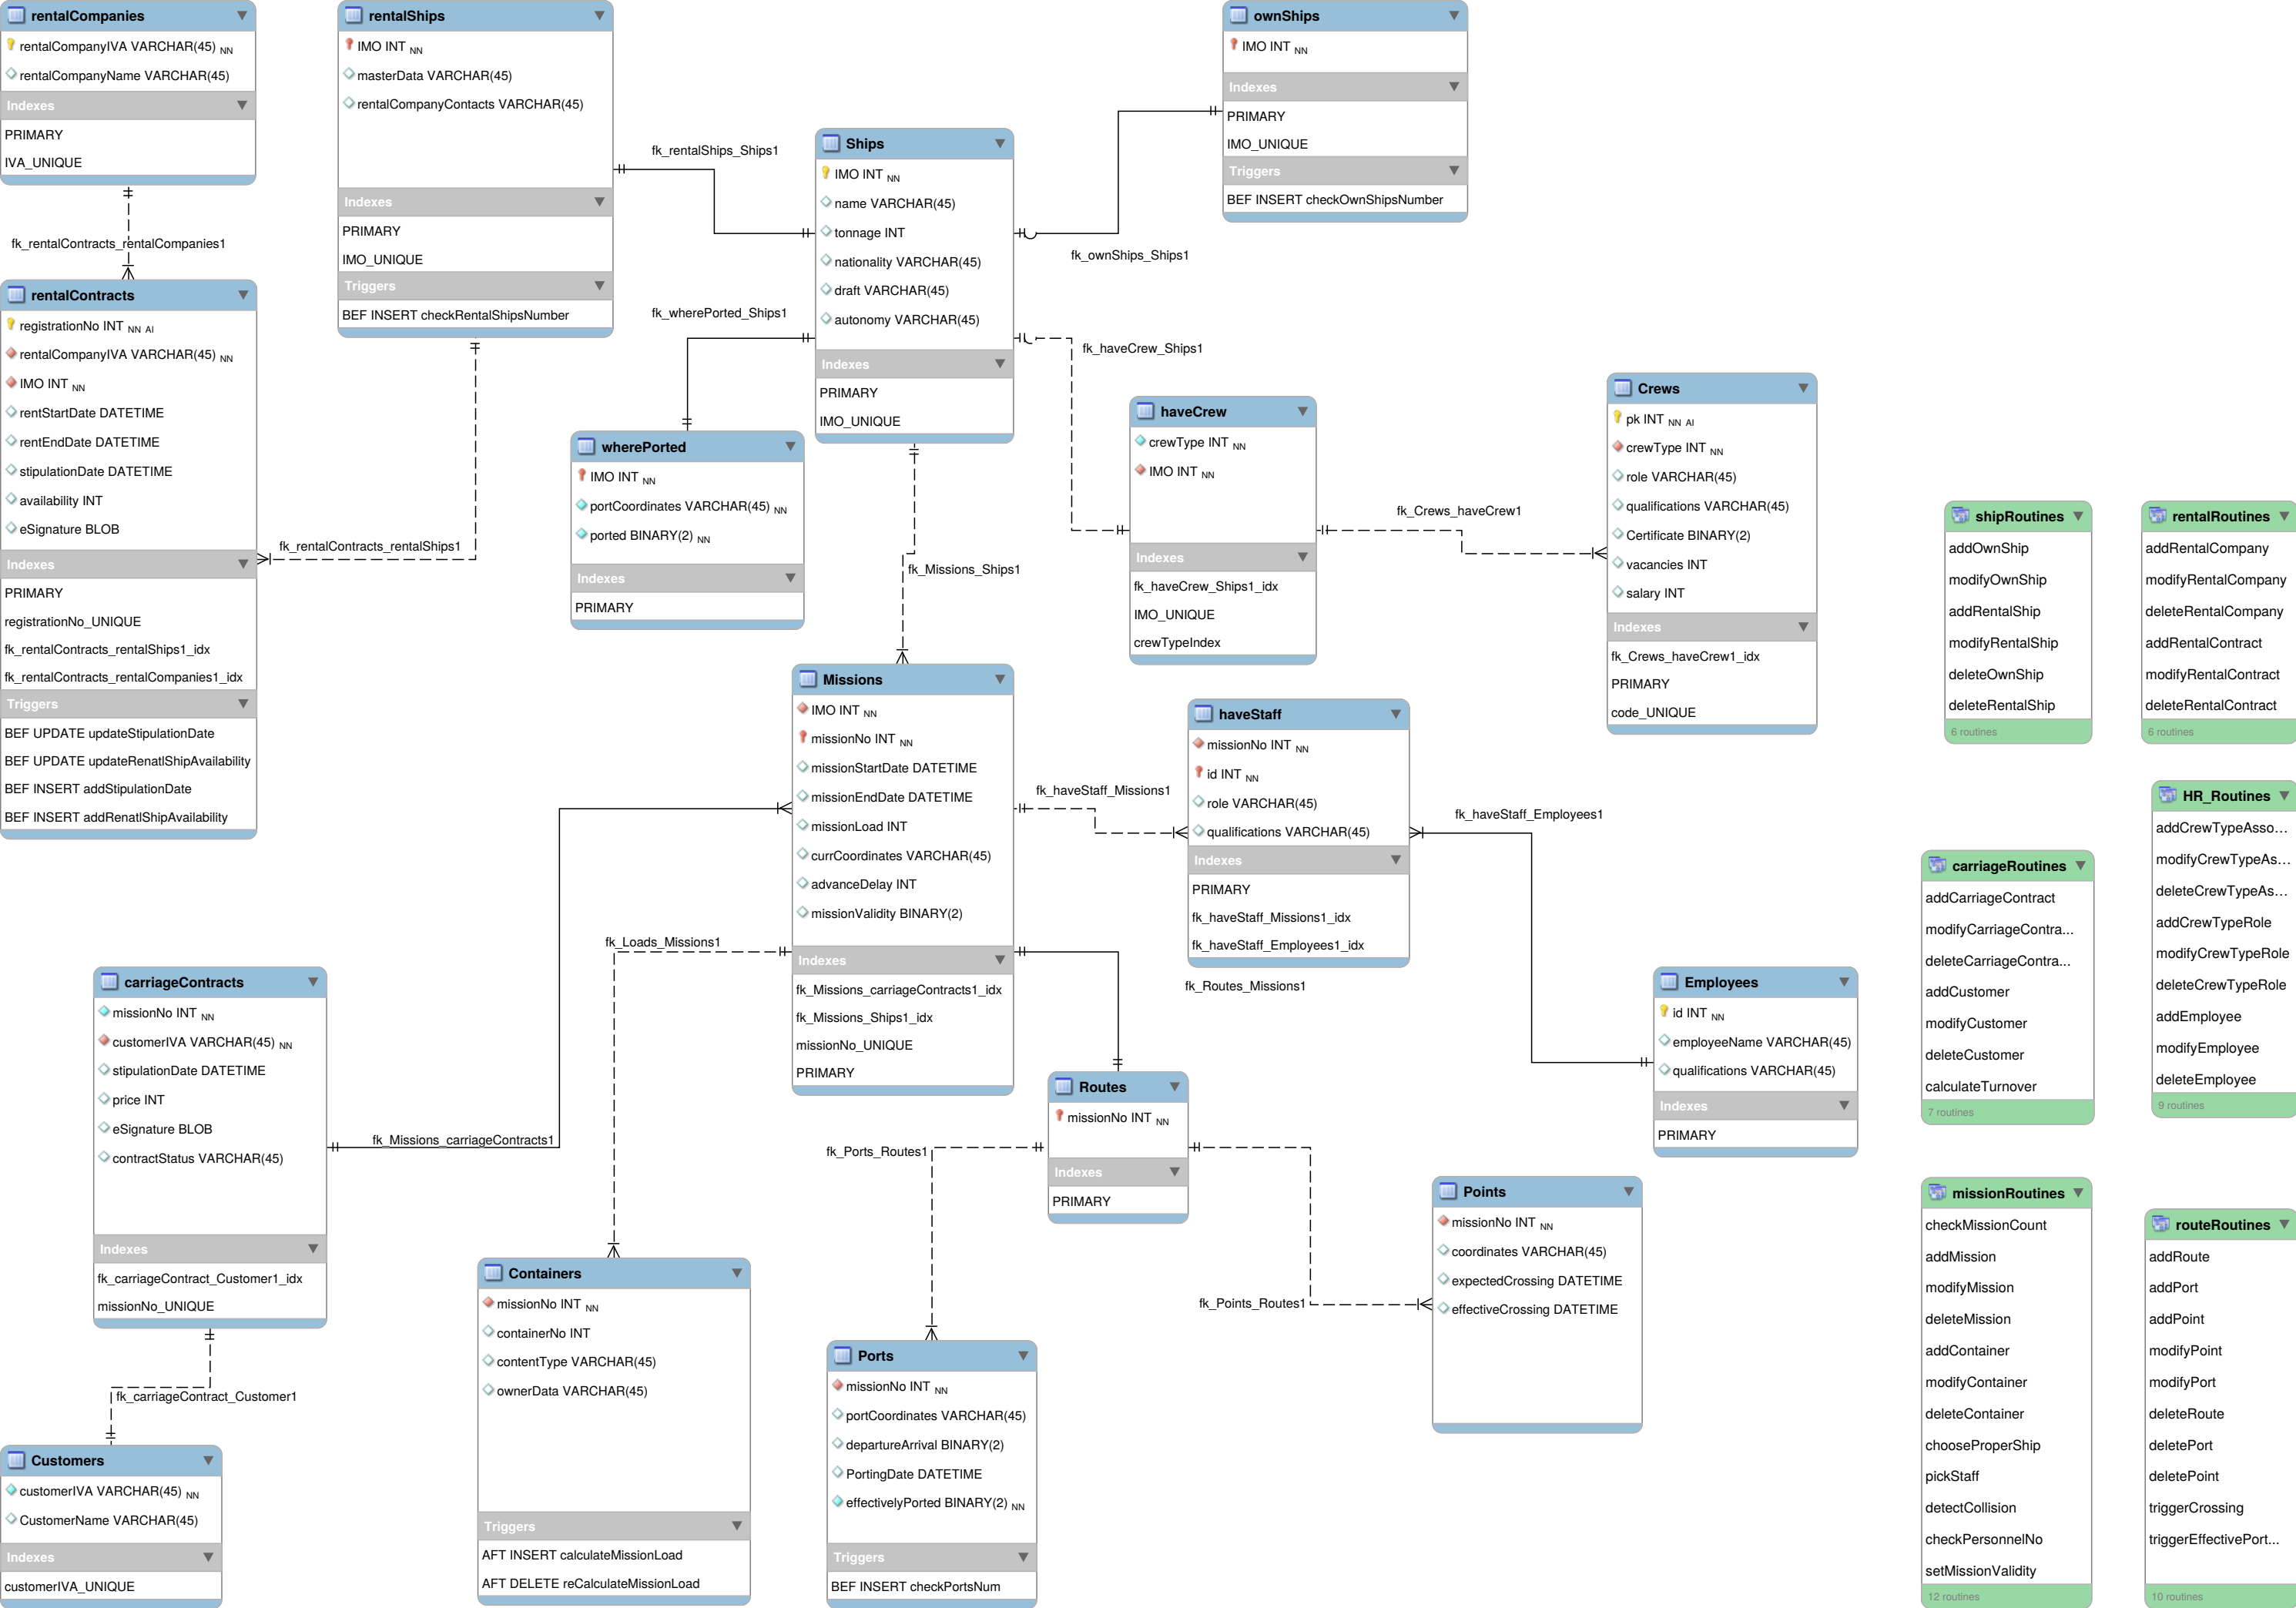 rentalCompanies
rentalCompanyIVA VARCHAR(45) NN
rentalCompanyName VARCHAR(45)
Indexes
PRIMARY
IVA_UNIQUE
fk_rentalContracts_rentalCompanies1
rentalContracts
registrationNo INT NN AI
rentalCompanyIVA VARCHAR(45) NN
IMO INT NN
rentStartDate DATETIME
rentEndDate DATETIME
stipulationDate DATETIME
availability INT
eSignature BLOB
Indexes
PRIMARY
registrationNo_UNIQUE
fk_rentalContracts_rentalShips1_idx
fk_rentalContracts_rentalCompanies1_idx
Triggers
BEF UPDATE updateStipulationDate
BEF UPDATE updateRenatlShipAvailability
BEF INSERT addStipulationDate
BEF INSERT addRenatlShipAvailability
rentalShips
IMO INT NN
masterData VARCHAR(45)
rentalCompanyContacts VARCHAR(45)
Indexes
PRIMARY
IMO_UNIQUE
Triggers
BEF INSERT checkRentalShipsNumber
fk_rentalContracts_rentalShips1
fk_rentalShips_Ships1
fk_wherePorted_Ships1
wherePorted
IMO INT NN
portCoordinates VARCHAR(45) NN
ported BINARY(2) NN
Indexes
PRIMARY
Ships
IMO INT NN
name VARCHAR(45)
tonnage INT
nationality VARCHAR(45)
draft VARCHAR(45)
autonomy VARCHAR(45)
Indexes
PRIMARY
IMO_UNIQUE
ownShips
IMO INT NN
Indexes
PRIMARY
IMO_UNIQUE
Triggers
BEF INSERT checkOwnShipsNumber
fk_ownShips_Ships1
fk_haveCrew_Ships1
haveCrew
crewType INT NN
IMO INT NN
Indexes
fk_haveCrew_Ships1_idx
IMO_UNIQUE
crewTypeIndex
fk_Crews_haveCrew1
Crews
pk INT NN AI
crewType INT NN
role VARCHAR(45)
qualifications VARCHAR(45)
Certificate BINARY(2)
vacancies INT
salary INT
Indexes
fk_Crews_haveCrew1_idx
PRIMARY
code_UNIQUE
fk_Missions_Ships1
Missions
IMO INT NN
missionNo INT NN
missionStartDate DATETIME
missionEndDate DATETIME
missionLoad INT
currCoordinates VARCHAR(45)
advanceDelay INT
missionValidity BINARY(2)
Indexes
fk_Missions_carriageContracts1_idx
fk_Missions_Ships1_idx
missionNo_UNIQUE
PRIMARY
fk_haveStaff_Missions1
haveStaff
missionNo INT NN
id INT NN
role VARCHAR(45)
qualifications VARCHAR(45)
Indexes
PRIMARY
fk_haveStaff_Missions1_idx
fk_haveStaff_Employees1_idx
fk_Routes_Missions1
fk_haveStaff_Employees1
Employees
id INT NN
employeeName VARCHAR(45)
qualifications VARCHAR(45)
Indexes
PRIMARY
fk_Loads_Missions1
carriageContracts
missionNo INT NN
customerIVA VARCHAR(45) NN
stipulationDate DATETIME
price INT
eSignature BLOB
contractStatus VARCHAR(45)
Indexes
fk_carriageContract_Customer1_idx
missionNo_UNIQUE
fk_Missions_carriageContracts1
fk_carriageContract_Customer1
Customers
customerIVA VARCHAR(45) NN
CustomerName VARCHAR(45)
Indexes
customerIVA_UNIQUE
Containers
missionNo INT NN
containerNo INT
contentType VARCHAR(45)
ownerData VARCHAR(45)
Triggers
AFT INSERT calculateMissionLoad
AFT DELETE reCalculateMissionLoad
Routes
missionNo INT NN
Indexes
PRIMARY
fk_Ports_Routes1
Ports
missionNo INT NN
portCoordinates VARCHAR(45)
departureArrival BINARY(2)
PortingDate DATETIME
effectivelyPorted BINARY(2) NN
Triggers
BEF INSERT checkPortsNum
fk_Points_Routes1
Points
missionNo INT NN
coordinates VARCHAR(45)
expectedCrossing DATETIME
effectiveCrossing DATETIME
shipRoutines
addOwnShip
modifyOwnShip
addRentalShip
modifyRentalShip
deleteOwnShip
deleteRentalShip
6 routines
rentalRoutines
addRentalCompany
modifyRentalCompany
deleteRentalCompany
addRentalContract
modifyRentalContract
deleteRentalContract
6 routines
HR_Routines
addCrewTypeAsso...
modifyCrewTypeAs...
deleteCrewTypeAs...
addCrewTypeRole
modifyCrewTypeRole
deleteCrewTypeRole
addEmployee
modifyEmployee
deleteEmployee
9 routines
carriageRoutines
addCarriageContract
modifyCarriageContra...
deleteCarriageContra...
addCustomer
modifyCustomer
deleteCustomer
calculateTurnover
7 routines
missionRoutines
checkMissionCount
addMission
modifyMission
deleteMission
addContainer
modifyContainer
deleteContainer
chooseProperShip
pickStaff
detectCollision
checkPersonnelNo
setMissionValidity
12 routines
routeRoutines
addRoute
addPort
addPoint
modifyPoint
modifyPort
deleteRoute
deletePort
deletePoint
triggerCrossing
triggerEffectivePort...
10 routines